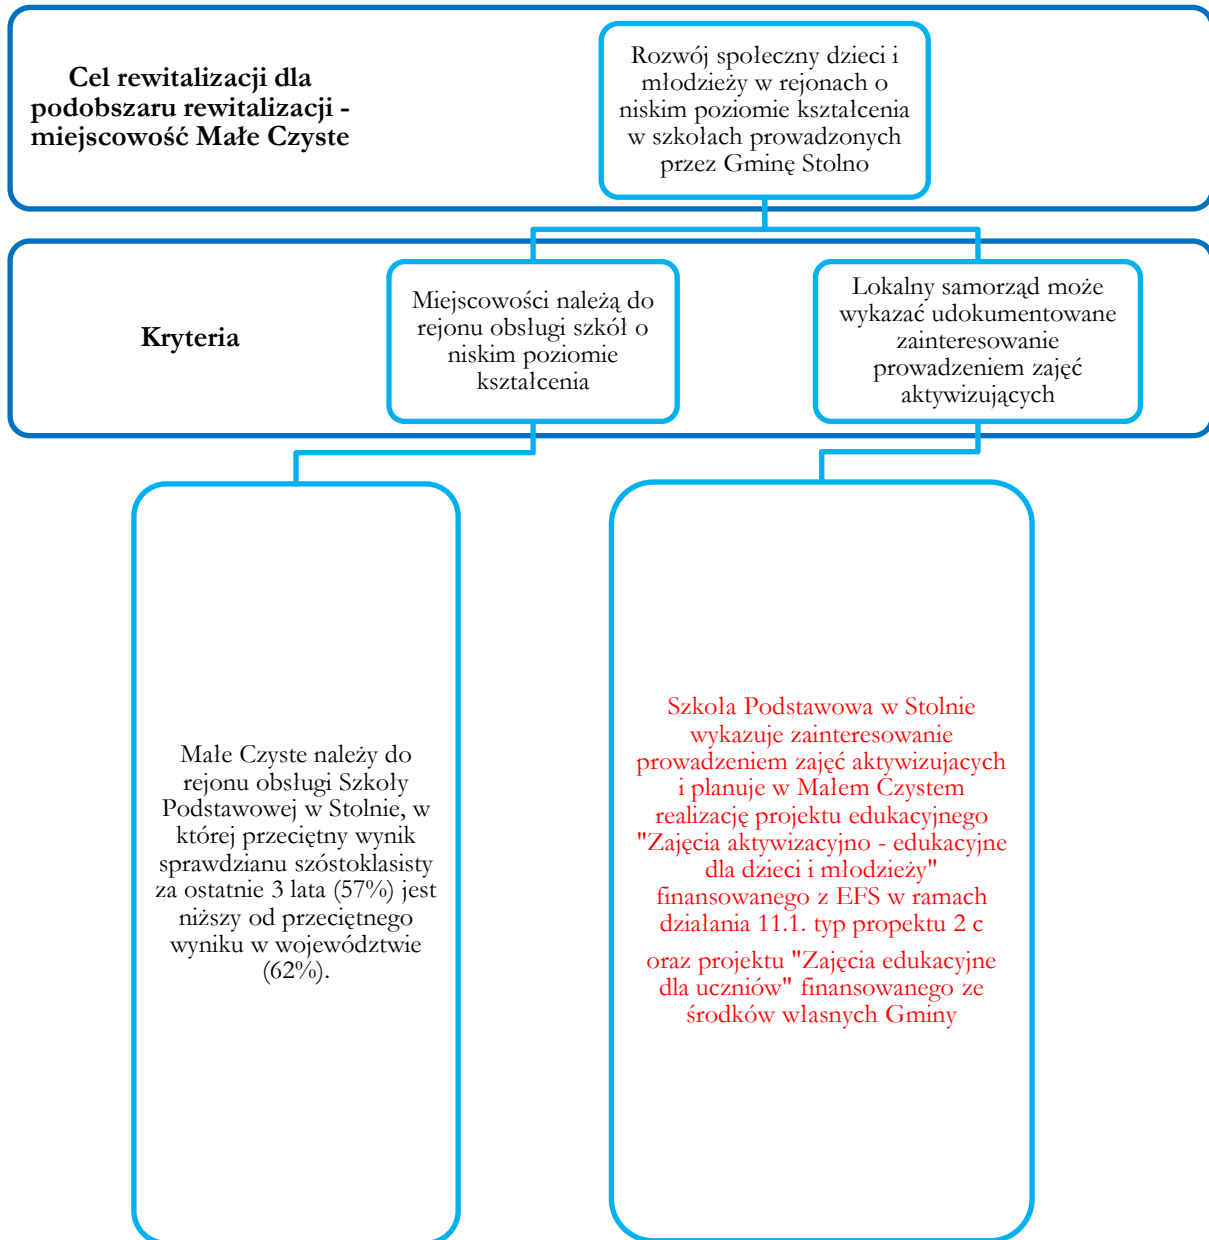 Cel rewitalizacji dla
podobszaru rewitalizacji -
miejscowość Małe Czyste
Rozwój społeczny dzieci i
młodzieży w rejonach o
niskim poziomie kształcenia
w szkołach prowadzonych
przez Gminę Stolno
Kryteria
Miejscowości należą do
rejonu obsługi szkół o
niskim poziomie
kształcenia
Lokalny samorząd może
wykazać udokumentowane
zainteresowanie
prowadzeniem zajęć
aktywizujących
Małe Czyste należy do
rejonu obsługi Szkoły
Podstawowej w Stolnie, w
której przeciętny wynik
sprawdzianu szóstoklasisty
za ostatnie 3 lata (57%) jest
niższy od przeciętnego
wyniku w województwie
(62%).
Szkoła Podstawowa w Stolnie
wykazuje zainteresowanie
prowadzeniem zajęć aktywizujacych
i planuje w Małem Czystem
realizację projektu edukacyjnego
"Zajęcia aktywizacyjno - edukacyjne
dla dzieci i młodzieży"
finansowanego z EFS w ramach
działania 11.1. typ propektu 2 c
oraz projektu "Zajęcia edukacyjne
dla uczniów" finansowanego ze
środków własnych Gminy